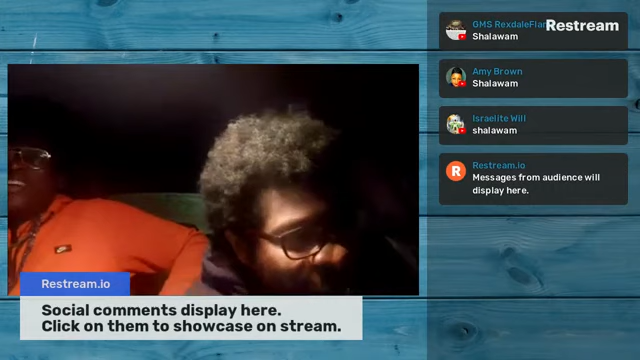 GMS RexdaleFla
Restream
Shalawam
Amy Brown
Shalawam
Israelite Will
shalawam
R
Restream.io
Messages from audience will
display here.
Restream.io
Social comments display here.
Click on them to showcase on stream.